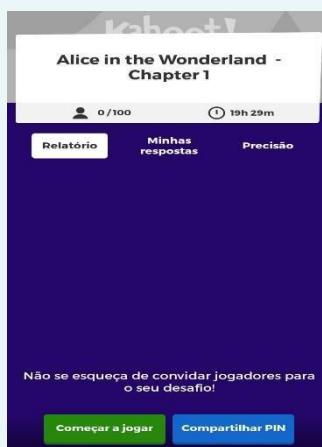 Kahoot!
Alice in the Wonderland -
Chapter 1
0/100 19h 29m
Relatório Minhas respostas Precisão
Não se esqueça de convidar jogadores para
o seu desafio!
Começar a jogar Compartilhar PIN